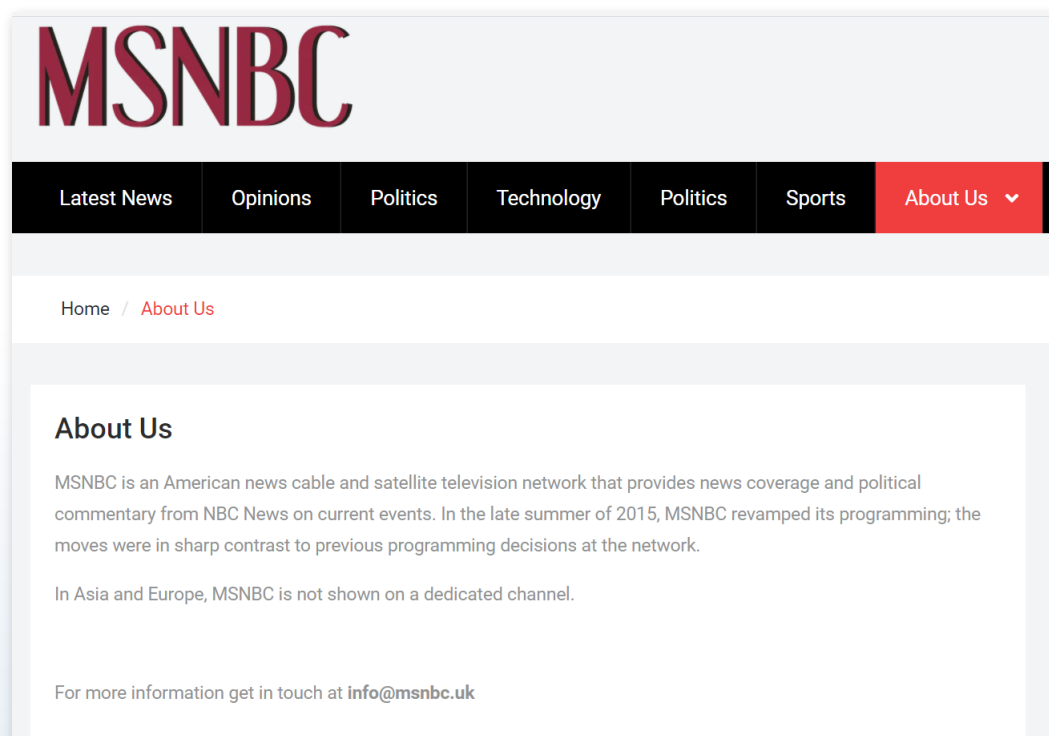 MSNBC
Latest News Opinions Politics Technology Politics Sports About Us
Home / About Us
About Us
MSNBC is an American news cable and satellite television network that provides news coverage and political
commentary from NBC News on current events. In the late summer of 2015, MSNBC revamped its programming; the
moves were in sharp contrast to previous programming decisions at the network.
In Asia and Europe, MSNBC is not shown on a dedicated channel.
For more information get in touch at info@msnbc.uk